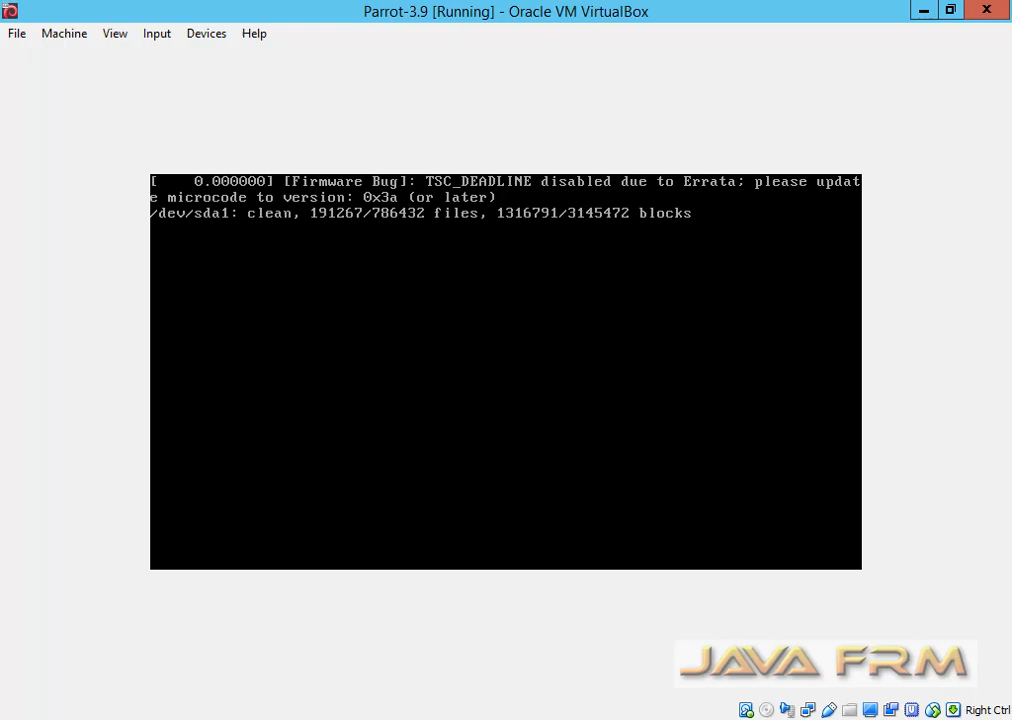 Parrot-3.9 [Running] - Oracle VM VirtualBox
File Machine View Input Devices Help
[    0.000000] [Firmware Bug]: TSC_DEADLINE disabled due to Errata; please updat
e microcode to version: 0x3a (or later)
/dev/sda1: clean, 191267/786432 files, 1316791/3145472 blocks
JAVA FRM
Right Ctrl